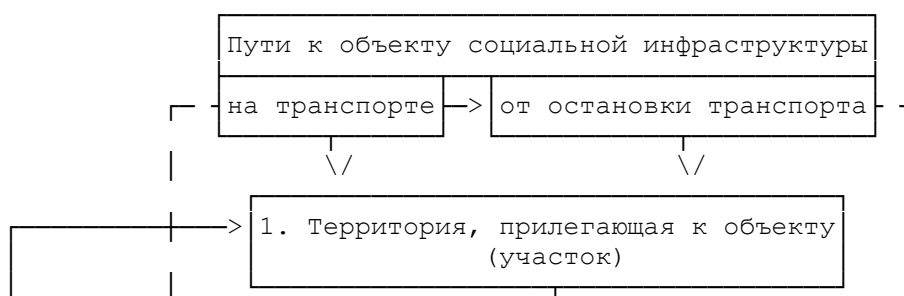 Пути к объекту социальной инфраструктуры
на транспорте
от остановки транспорта
1. Территория, прилегающая к объекту
(участок)